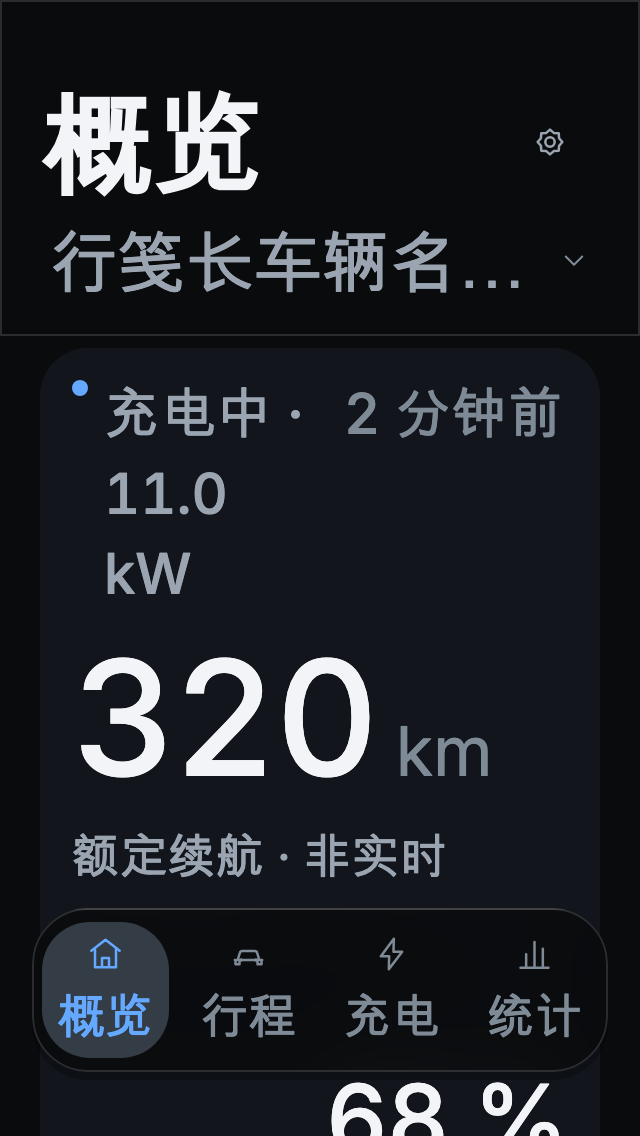 概览
行笺长车辆名...
充电中 · 2 分钟前
11.0
kW
320 km
额定续航 · 非实时
概览 行程 充电 统计
68 %